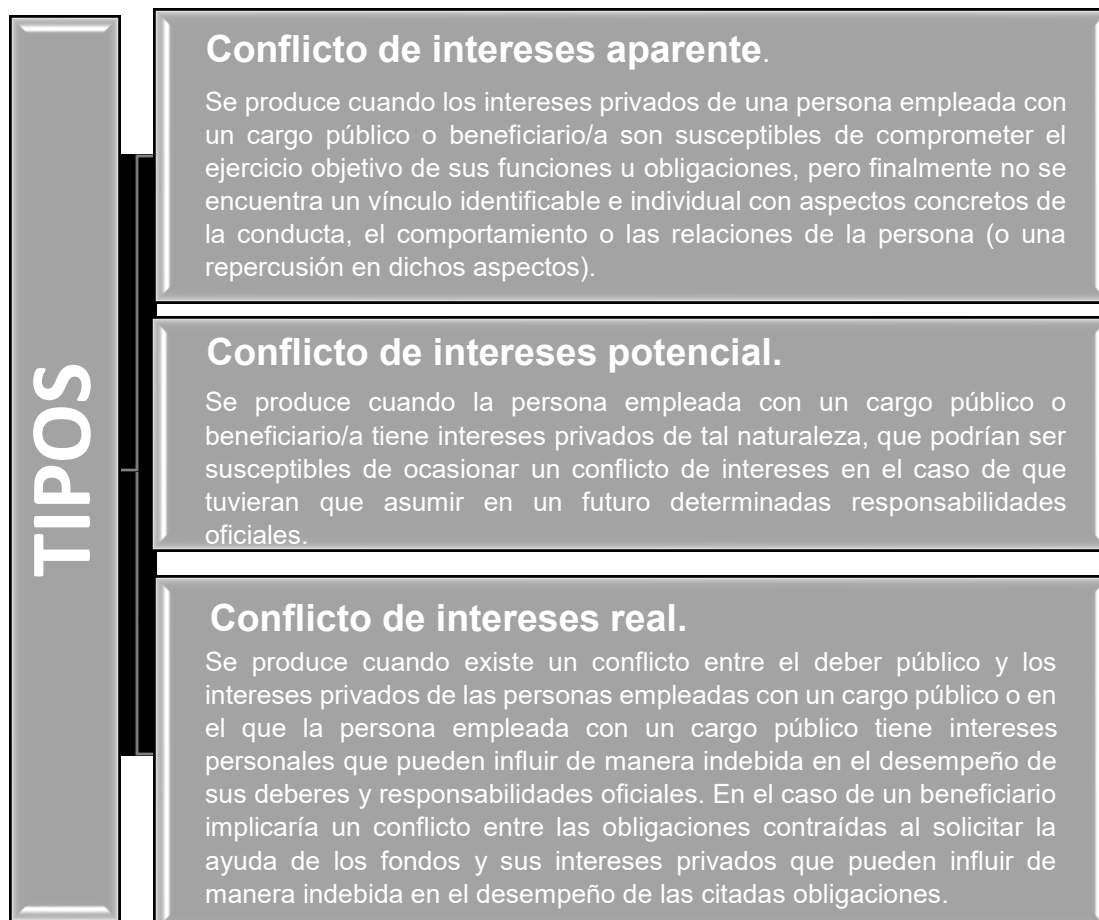 TIPOS
Conflicto de intereses aparente.
Se produce cuando los intereses privados de una persona empleada con
un cargo público o beneficiario/a son susceptibles de comprometer el
ejercicio objetivo de sus funciones u obligaciones, pero finalmente no se
encuentra un vínculo identificable e individual con aspectos concretos de
la conducta, el comportamiento o las relaciones de la persona (o una
repercusión en dichos aspectos).
Conflicto de intereses potencial.
Se produce cuando la persona empleada con un cargo público o
beneficiario/a tiene intereses privados de tal naturaleza, que podrían ser
susceptibles de ocasionar un conflicto de intereses en el caso de que
tuvieran que asumir en un futuro determinadas responsabilidades
oficiales.
Conflicto de intereses real.
Se produce cuando existe un conflicto entre el deber público y los
intereses privados de las personas empleadas con un cargo público o en
el que la persona empleada con un cargo público tiene intereses
personales que pueden influir de manera indebida en el desempeño de
sus deberes y responsabilidades oficiales. En el caso de un beneficiario
implicaría un conflicto entre las obligaciones contraídas al solicitar la
ayuda de los fondos y sus intereses privados que pueden influir de
manera indebida en el desempeño de las citadas obligaciones.